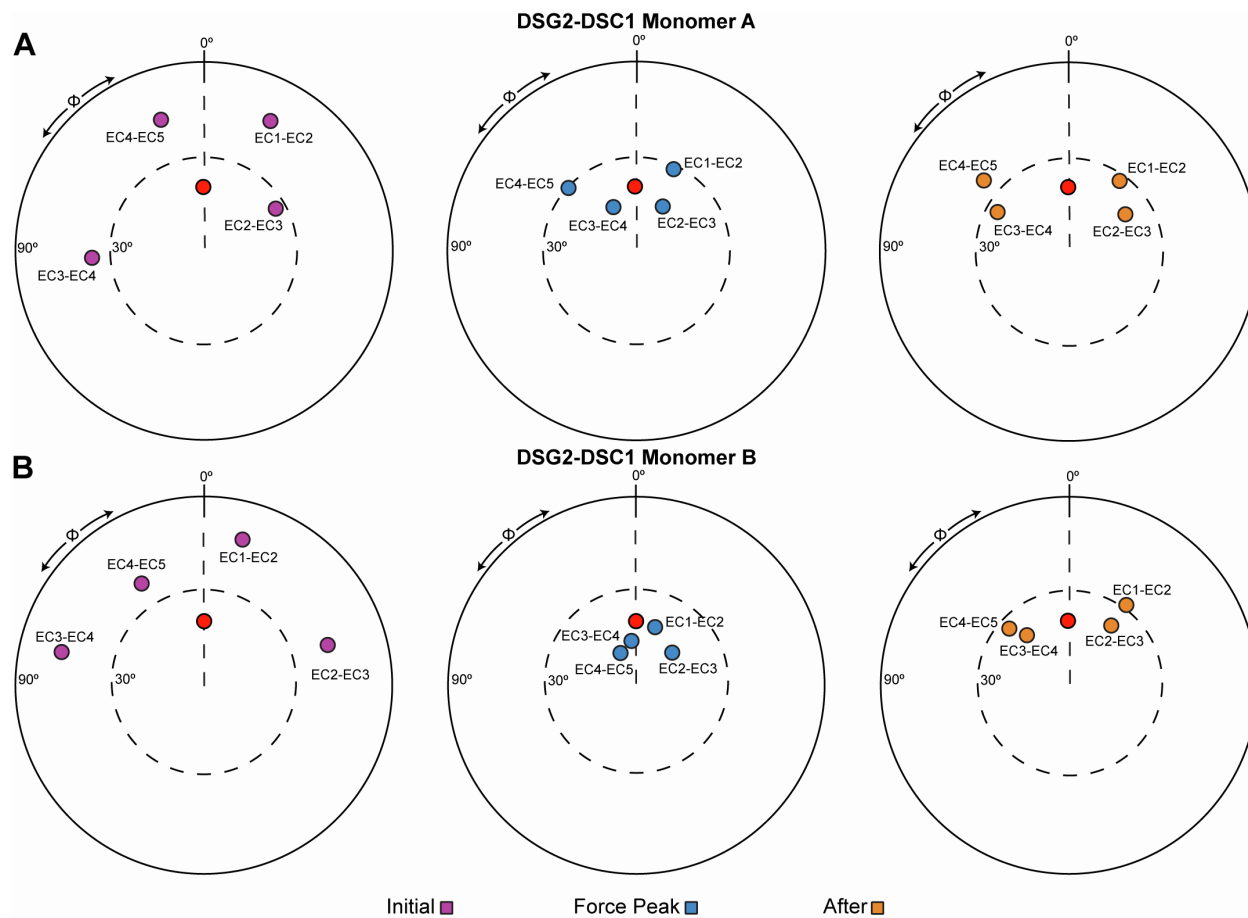 DSG2-DSC1 Monomer A
A
0º
0º
0º
Φ
Φ
Φ
EC4-EC5
EC1-EC2
EC2-EC3
90º
30º
EC3-EC4
EC1-EC2
EC4-EC5
EC3-EC4
EC2-EC3
90º
30º
EC4-EC5
EC1-EC2
EC3-EC4
EC2-EC3
90º
30º
DSG2-DSC1 Monomer B
B
0º
0º
0º
Φ
Φ
Φ
EC1-EC2
EC4-EC5
EC3-EC4
EC2-EC3
90º
30º
EC1-EC2
EC3-EC4
EC4-EC5
EC2-EC3
90º
30º
EC1-EC2
EC4-EC5
EC3-EC4
EC2-EC3
90º
30º
Initial
Force Peak
After